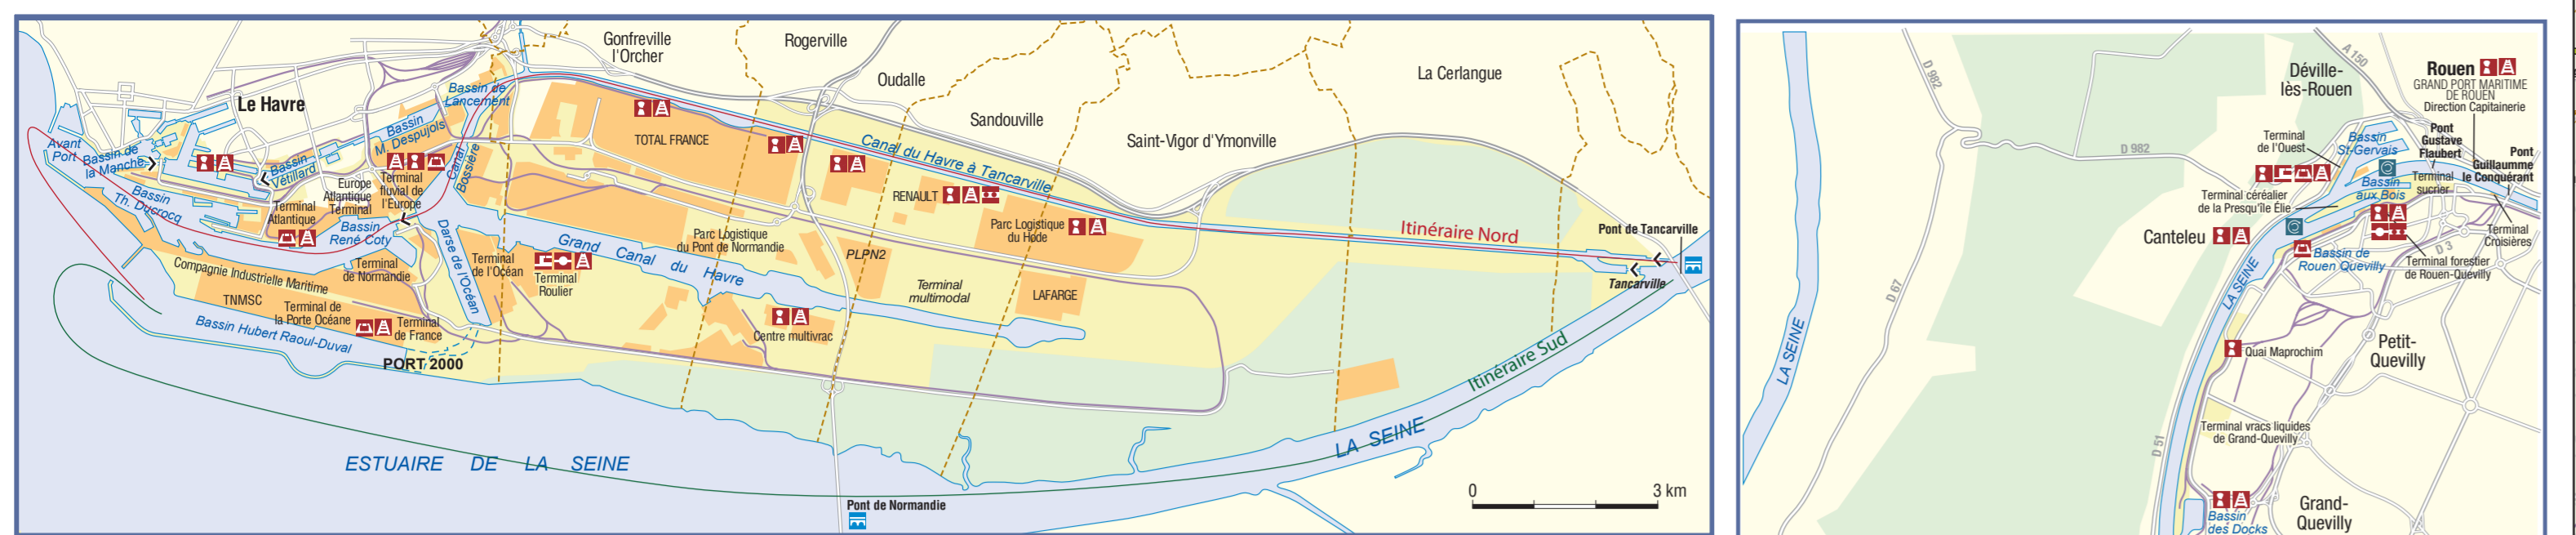 Gonfreville
l'Orcher
Rogerville
Oudalle
Sandouville
La Cerlangue
Saint-Vigor d'Ymonville
Le Havre
Bassin de
Lancement
Bassin
M. Despujols
Canal
Bossière
TOTAL FRANCE
Canal du Havre à Tancarville
Avant
Port
Bassin de
la Manche
Bassin
Vétillard
Bassin
Th. Ducrocq
Europe
Atlantique
Terminal
Terminal
fluvial de
l'Europe
Terminal
Atlantique
Bassin
René Coty
RENAULT
Parc Logistique
du Hode
Parc Logistique
du Pont de Normandie
PLPN2
Itinéraire Nord
Pont de Tancarville
Tancarville
Grand Canal du Havre
Darse de l'Océan
Terminal
de l'Océan
Terminal
Roulier
Terminal
de Normandie
Compagnie Industrielle Maritime
TNMSC
Terminal de
la Porte Océane
Terminal
de France
Bassin Hubert Raoul-Duval
PORT 2000
Terminal
multimodal
LAFARGE
Centre multivrac
Itinéraire Sud
LA SEINE
ESTUAIRE DE LA SEINE
Pont de Normandie
0 3 km
D 982
A 150
Déville-
lès-Rouen
Rouen
GRAND PORT MARITIME
DE ROUEN
Direction Capitainerie
Terminal
de l'Ouest
Bassin
St-Gervais
Pont
Gustave
Flaubert
Pont
Guillaumme
le Conquérant
D 982
Bassin
aux Bois
Terminal
sucrier
Terminal céréalier
de la Presqu'île Élie
Canteleu
Terminal
Croisières
D 3
Bassin de
Rouen Quevilly
Terminal forestier
de Rouen-Quevilly
LA SEINE
D 67
LA SEINE
Quai Maprochim
Petit-
Quevilly
Terminal vracs liquides
de Grand-Quevilly
D 51
Grand-
Quevilly
Bassin
des Docks